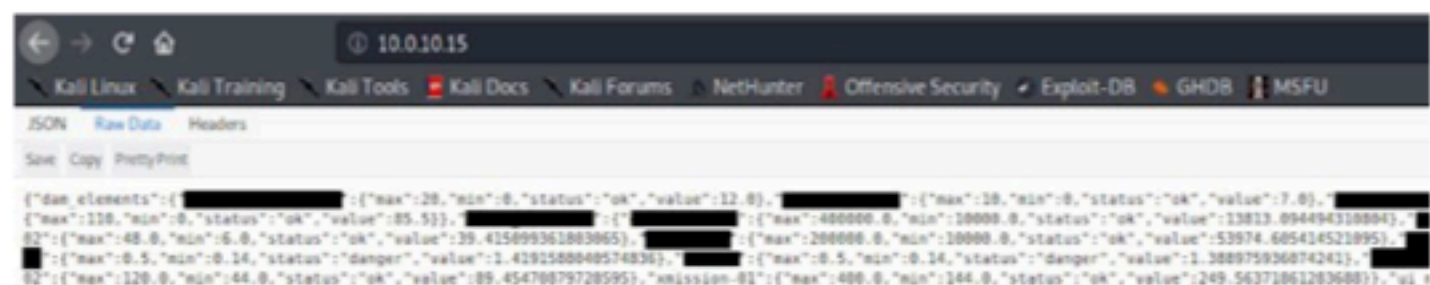 10.0.10.15
Kali Linux Kali Training Kali Tools Kali Docs Kali Forums NetHunter Offensive Security Exploit-DB GHDB MSFU
JSON Raw Data Headers
Save Copy Pretty Print
{"dam_elements":{" ":{"max":20,"min":0,"status":"ok","value":12.0}," ":{"max":10,"min":0,"status":"ok","value":7.0},"
{"max":110,"min":0,"status":"ok","value":85.5}}," ":{" ":{"max":400000.0,"min":10000.0,"status":"ok","value":13813.094494310804},"
02":{"max":48.0,"min":6.0,"status":"ok","value":39.415099361803065}," ":{"max":200000.0,"min":10000.0,"status":"ok","value":53974.605414521095},"
":{"max":0.5,"min":0.14,"status":"danger","value":1.4191588040574836}," ":{"max":0.5,"min":0.14,"status":"danger","value":1.388975936074241},"
02":{"max":120.0,"min":44.0,"status":"ok","value":89.454708797208595},"xmission-01":{"max":400.0,"min":144.0,"status":"ok","value":249.563718612836088}},"ui